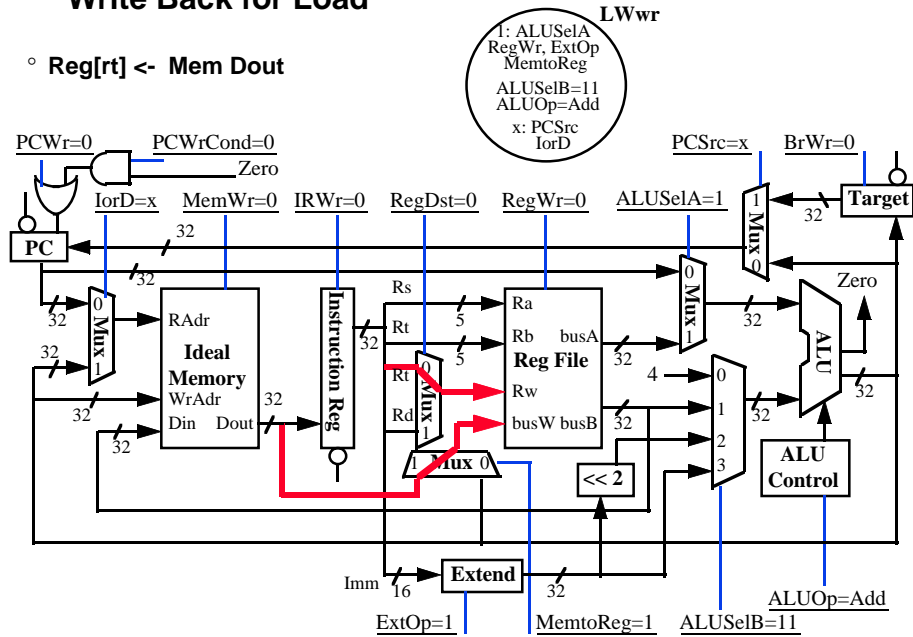 Write Back for Load
° Reg[rt] <- Mem Dout
LWwr
1: ALUSelA
RegWr, ExtOp
MemtoReg
ALUSelB=11
ALUOp=Add
x: PCSrc
IorD
PCWr=0
PCWrCond=0
Zero
PCSrc=x
BrWr=0
IorD=x
MemWr=0
IRWr=0
RegDst=0
RegWr=0
ALUSelA=1
1
Mux
0
32
Target
PC
32
32
32
0
Mux
1
32
32
32
RAdr
Ideal
Memory
WrAdr
Din
Dout
32
Instruction Reg
32
Rs
Rt
5
5
Rt
Rd
0
Mux
1
Ra
Rb
busA
Reg File
Rw
busW
busB
32
32
0
Mux
1
32
4
0
1
2
3
32
Zero
ALU
32
1
Mux
0
<< 2
ALU
Control
Imm
16
Extend
32
ExtOp=1
MemtoReg=1
ALUSelB=11
ALUOp=Add